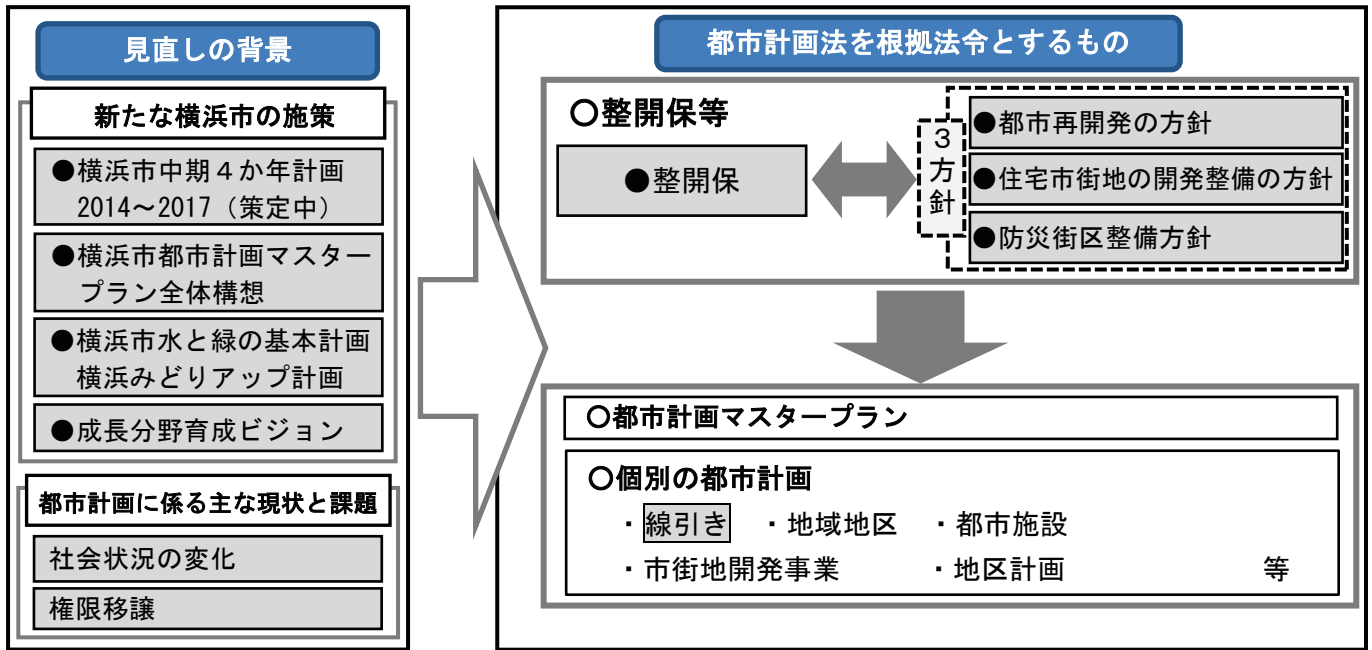 見直しの背景
新たな横浜市の施策
●横浜市中期４か年計画
2014～2017（策定中）
●横浜市都市計画マスター
プラン全体構想
●横浜市水と緑の基本計画
横浜みどりアップ計画
●成長分野育成ビジョン
都市計画に係る主な現状と課題
社会状況の変化
権限移譲
都市計画法を根拠法令とするもの
○整開保等
●整開保
３方針
●都市再開発の方針
●住宅市街地の開発整備の方針
●防災街区整備方針
○都市計画マスタープラン
○個別の都市計画
・線引き ・地域地区 ・都市施設
・市街地開発事業 ・地区計画 等